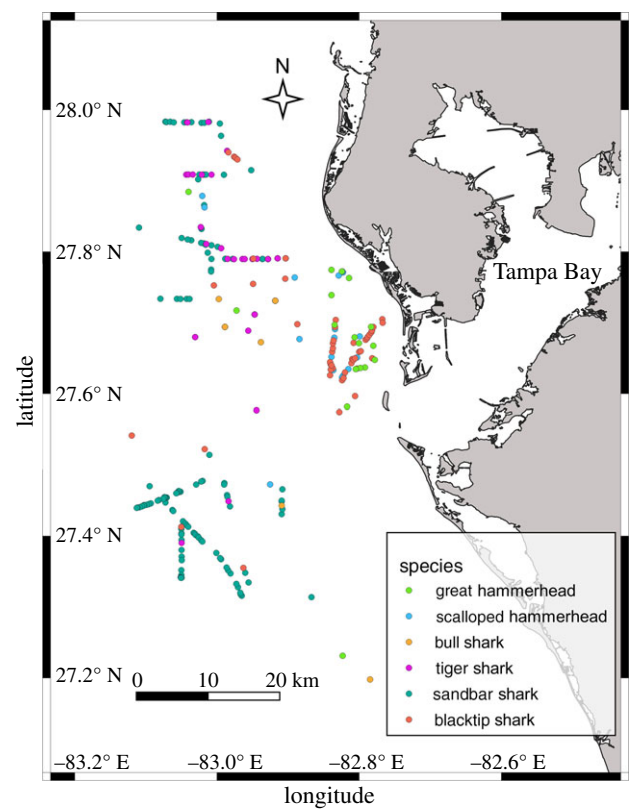 N
28.0° N
27.8° N
Tampa Bay
27.6° N
latitude
27.4° N
species
great hammerhead
scalloped hammerhead
bull shark
tiger shark
sandbar shark
blacktip shark
27.2° N
0 10 20 km
−83.2° E −83.0° E −82.8° E −82.6° E
longitude